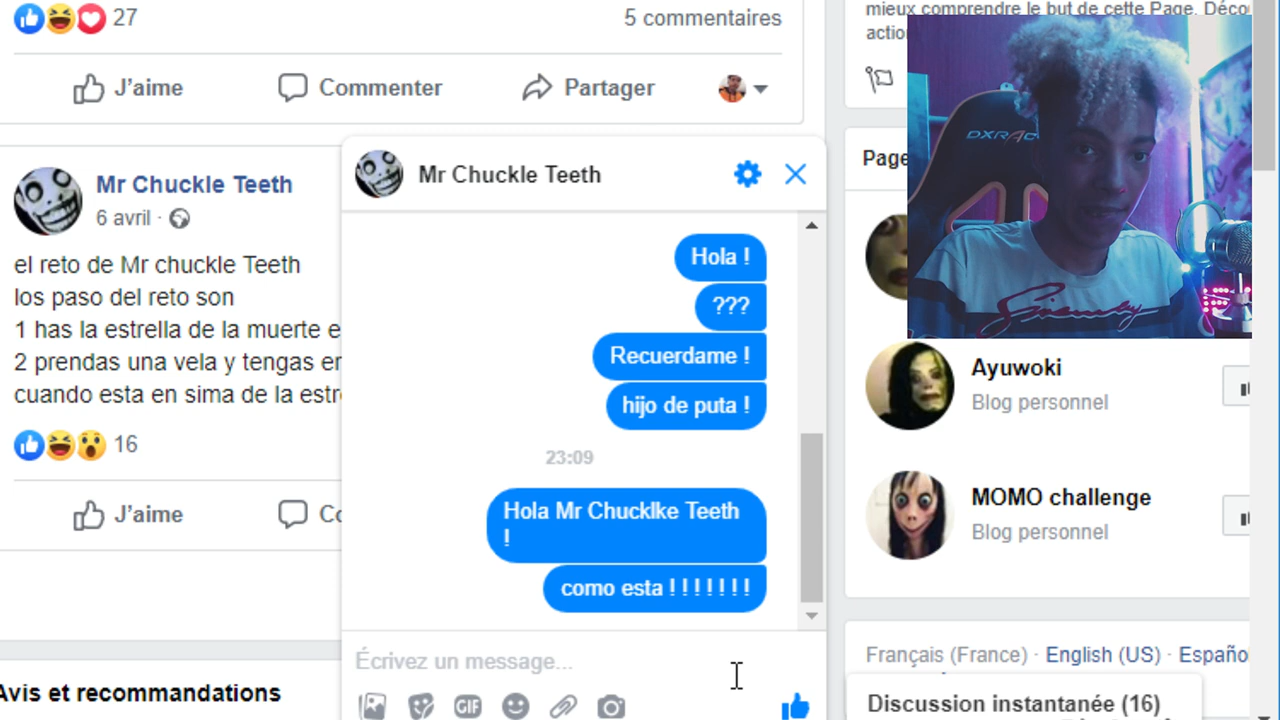 27
5 commentaires
J'aime
Commenter
Partager
Mr Chuckle Teeth
6 avril ·
el reto de Mr chuckle Teeth
los paso del reto son
1 has la estrella de la muerte e
2 prendas una vela y tengas en
cuando esta en sima de la estre
16
J'aime
Avis et recommandations
Mr Chuckle Teeth
Hola !
???
Recuerdame !
hijo de puta !
23:09
Hola Mr Chucklke Teeth
!
como esta ! ! ! ! ! ! !
Écrivez un message...
GIF
mieux comprendre le but de cette Page.
DXRAC
Page
Ayuwoki
Blog personnel
MOMO challenge
Blog personnel
Français (France) · English (US) · Españo
Discussion instantanée (16)